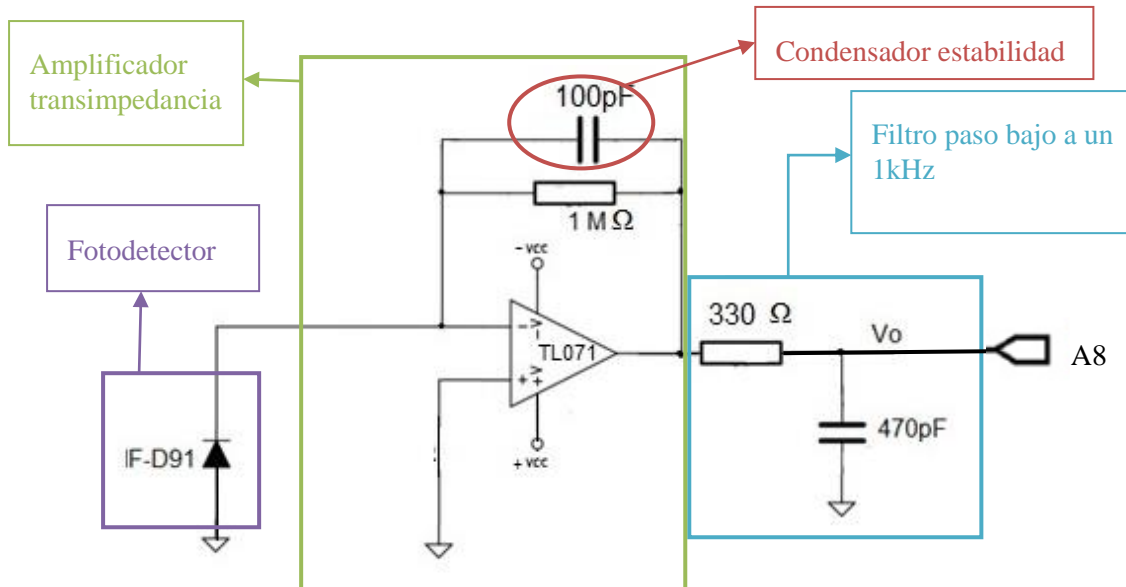 Amplificador
transimpedancia
Condensador estabilidad
100pF
Filtro paso bajo a un
1kHz
1 M Ω
Fotodetector
-vcc
330 Ω
Vo
- V-
TL071
A8
+ V+
470pF
IF-D91
+vcc